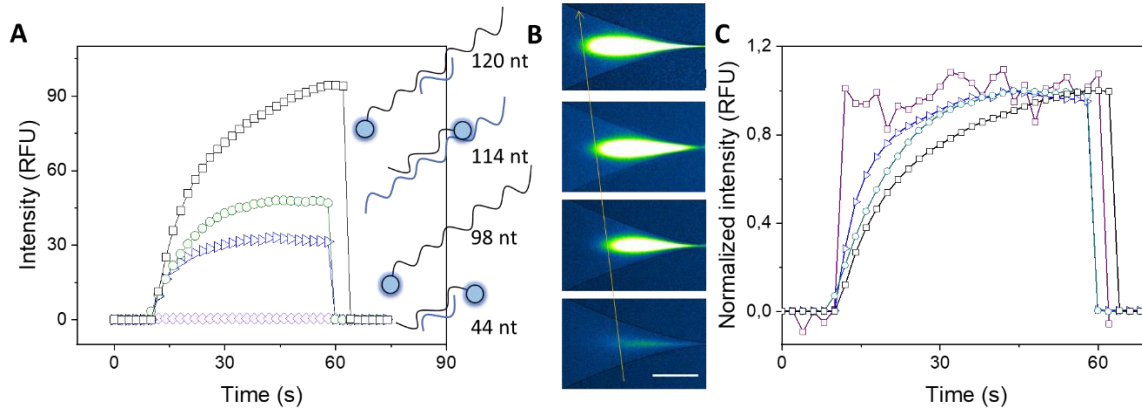 A
Intensity (RFU)
90
60
30
0
0
30
60
90
Time (s)
120 nt
114 nt
98 nt
44 nt
B
C
Normalized intensity (RFU)
1,2
0,8
0,4
0,0
0
30
60
Time (s)